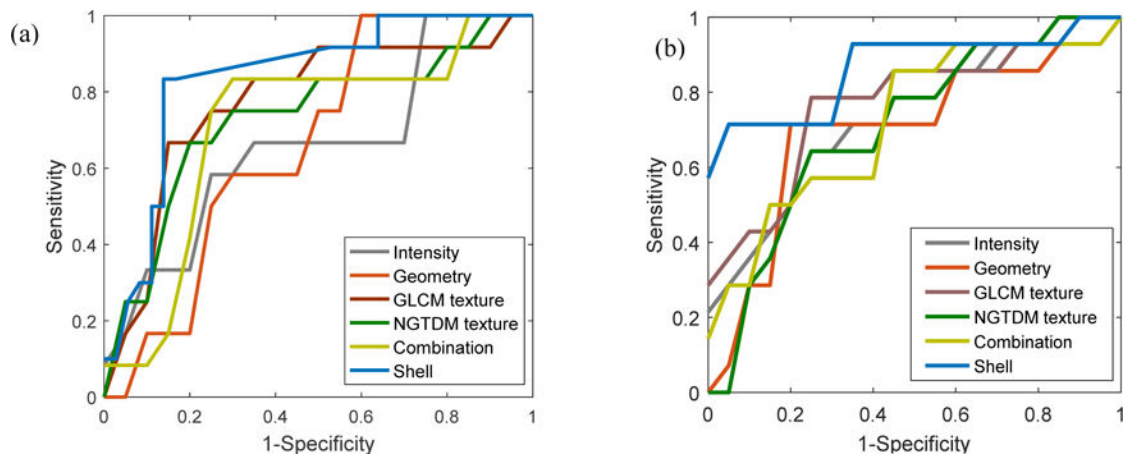 (a)
1
0.8
0.6
0.4
0.2
0
Sensitivity
Intensity
Geometry
GLCM texture
NGTDM texture
Combination
Shell
0 0.2 0.4 0.6 0.8 1
1-Specificity
(b)
1
0.8
0.6
0.4
0.2
0
Sensitivity
Intensity
Geometry
GLCM texture
NGTDM texture
Combination
Shell
0 0.2 0.4 0.6 0.8 1
1-Specificity